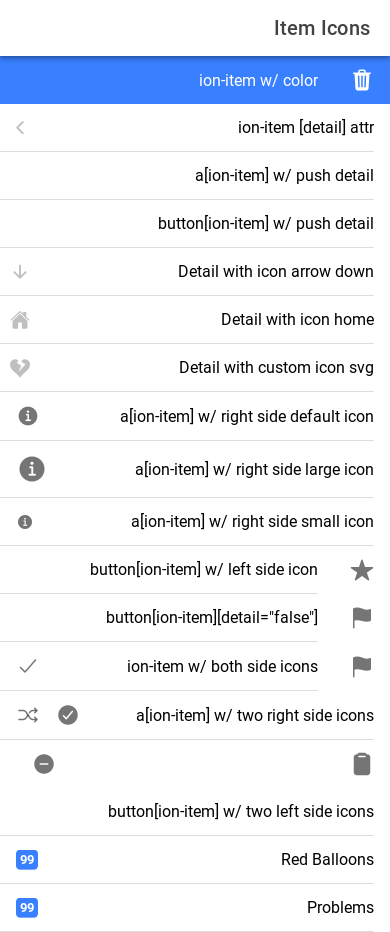 Item Icons
ion-item w/ color
ion-item [detail] attr
a[ion-item] w/ push detail
button[ion-item] w/ push detail
Detail with icon arrow down
Detail with icon home
Detail with custom icon svg
a[ion-item] w/ right side default icon
a[ion-item] w/ right side large icon
a[ion-item] w/ right side small icon
button[ion-item] w/ left side icon
button[ion-item][detail="false"]
ion-item w/ both side icons
a[ion-item] w/ two right side icons
button[ion-item] w/ two left side icons
Red Balloons 99
Problems 99